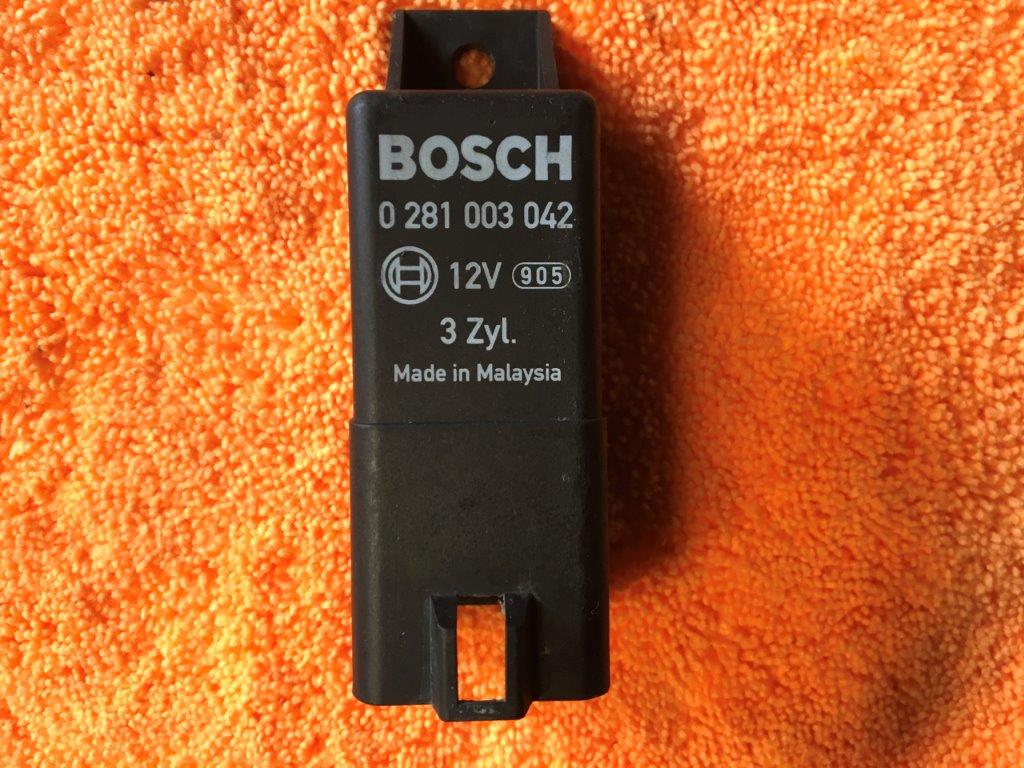 BOSCH
0 281 003 042
12V 905
3 Zyl.
Made in Malaysia